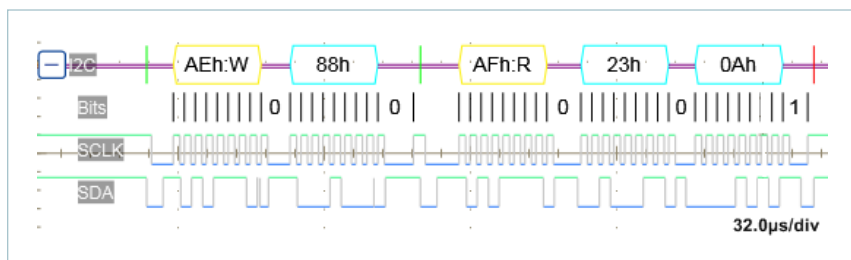 I2C AEh:W 88h AFh:R 23h 0Ah
Bits 0 0 0 0 1
SCLK
SDA
32.0µs/div